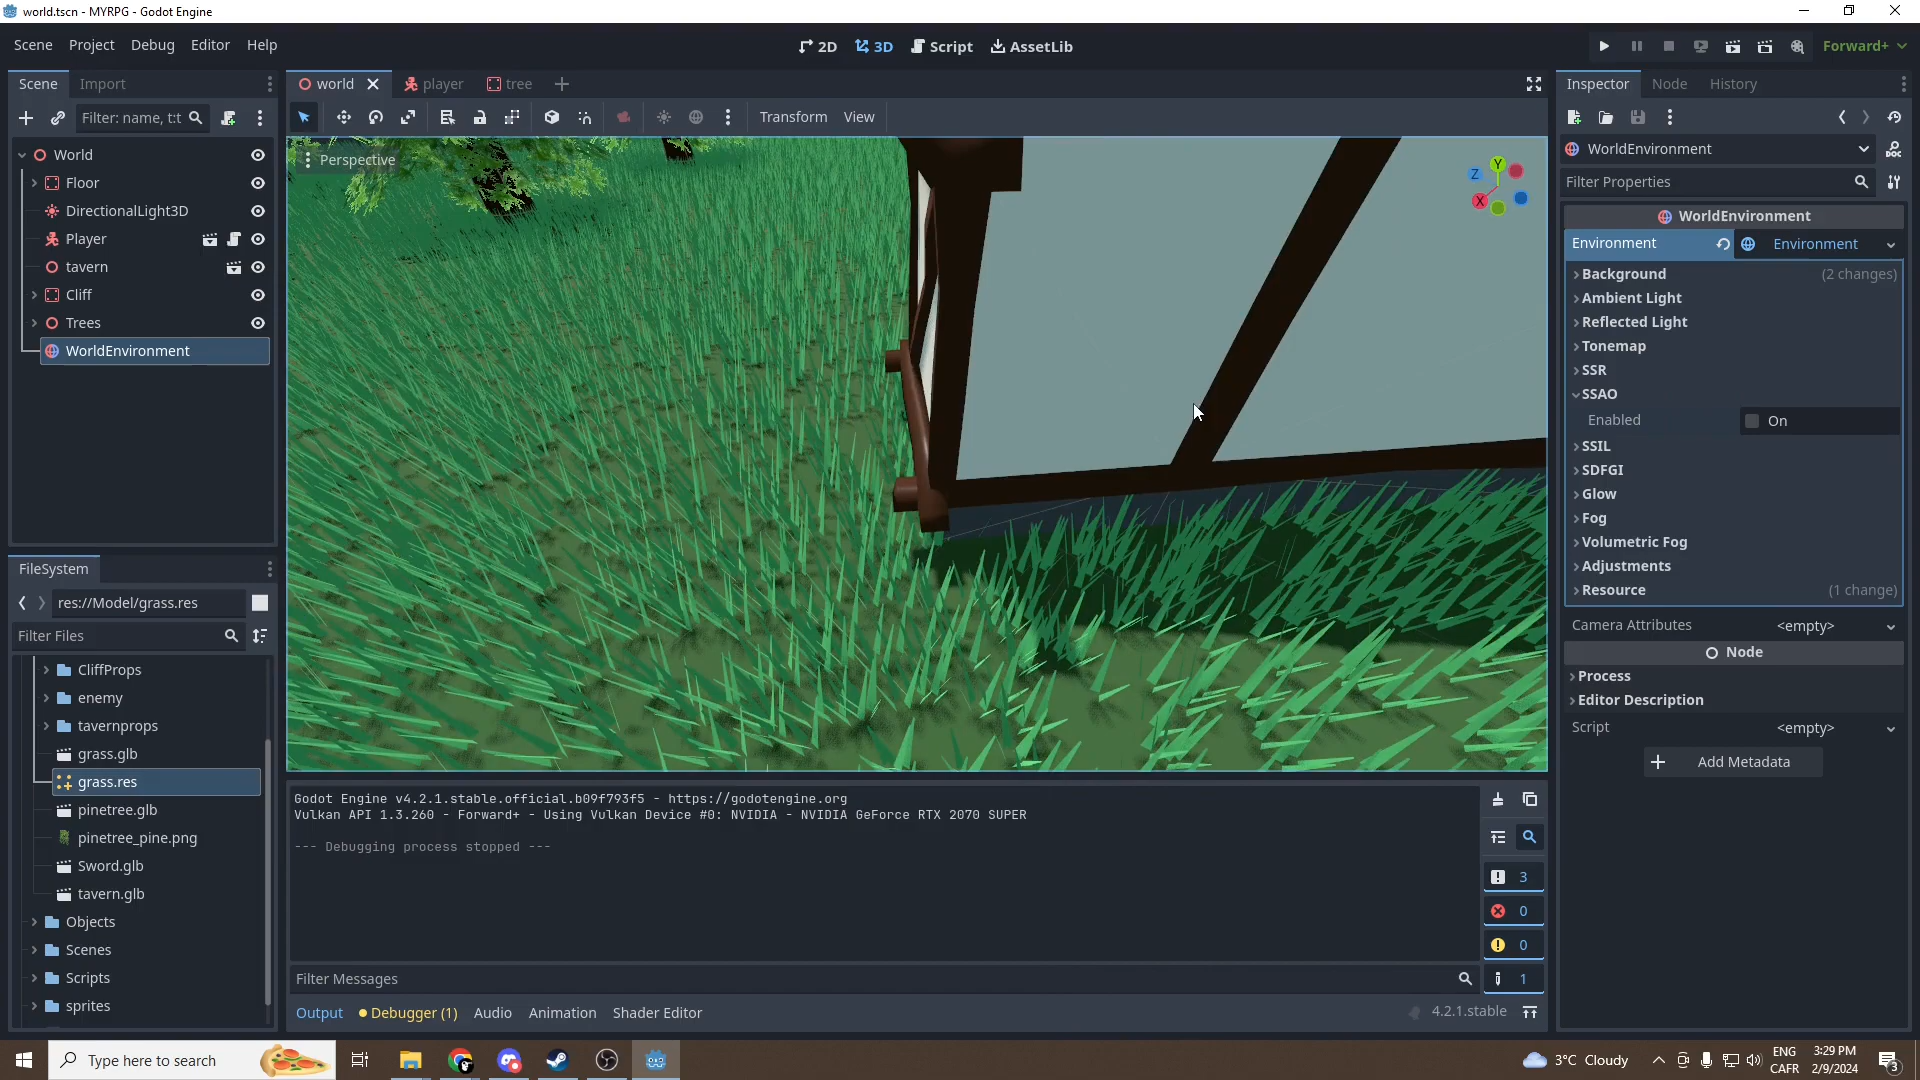 world.tscn - MYRPG - Godot Engine
Scene Project Debug Editor Help
2D 3D Script AssetLib
Forward+
Scene Import
world player tree
Inspector Node History
Filter: name, t:t
Transform View
Perspective
World
Floor
DirectionalLight3D
Player
tavern
Cliff
Trees
WorldEnvironment
FileSystem
res://Model/grass.res
Filter Files
CliffProps
enemy
tavernprops
grass.glb
grass.res
pinetree.glb
pinetree_pine.png
Sword.glb
tavern.glb
Objects
Scenes
Scripts
sprites
Y
Z
X
Godot Engine v4.2.1.stable.official.b09f793f5 - https://godotengine.org
Vulkan API 1.3.260 - Forward+ - Using Vulkan Device #0: NVIDIA - NVIDIA GeForce RTX 2070 SUPER
--- Debugging process stopped ---
3
0
0
1
Filter Messages
Output Debugger (1) Audio Animation Shader Editor
4.2.1.stable
WorldEnvironment
Filter Properties
WorldEnvironment
Environment Environment
Background (2 changes)
Ambient Light
Reflected Light
Tonemap
SSR
SSAO
Enabled On
SSIL
SDFGI
Glow
Fog
Volumetric Fog
Adjustments
Resource (1 change)
Camera Attributes <empty>
Node
Process
Editor Description
Script <empty>
Add Metadata
Type here to search
3°C Cloudy
ENG
CAFR
3:29 PM
2/9/2024
3